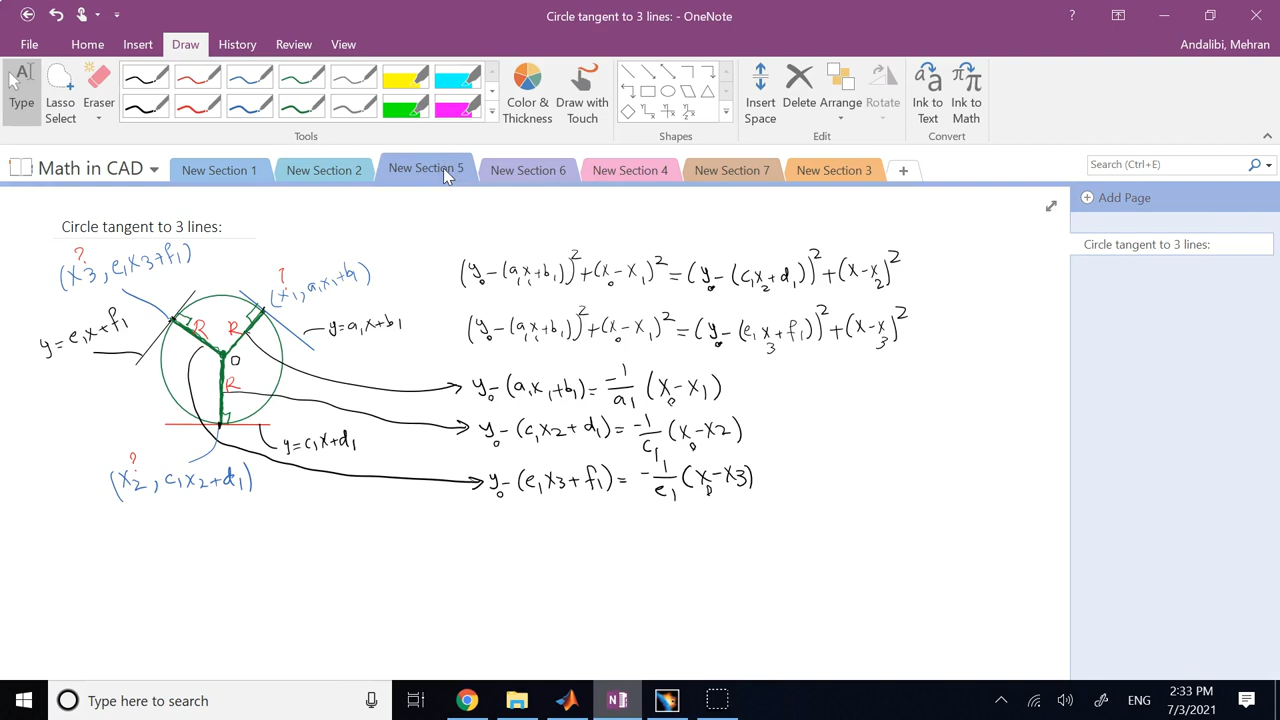 Circle tangent to 3 lines: - OneNote
File Home Insert Draw History Review View
Andalibi, Mehran
Type
Lasso Select
Eraser
Color & Thickness
Draw with Touch
Insert Space
Delete
Arrange
Rotate
Ink to Text
Ink to Math
Tools
Shapes
Edit
Convert
Math in CAD
New Section 1
New Section 2
New Section 5
New Section 6
New Section 4
New Section 7
New Section 3
Search (Ctrl+E)
Add Page
Circle tangent to 3 lines:
Circle tangent to 3 lines:
?
(x3, e₁x3+f₁)
?
(x₁, a₁x₁+b₁)
y=e₁x+f₁
y=a₁x+b₁
R
R
O
R
y=c₁x+d₁
?
(x₂, c₁x₂+d₁)
(y₀-(a₁x₁+b₁))²+(x₀-x₁)²=(y₀-(c₁x₂+d₁))²+(x-x₂)²
(y₀-(a₁x₁+b₁))²+(x₀-x₁)²=(y₀-(e₁x₃+f₁))²+(x-x₃)²
y₀-(a₁x₁+b₁)=-1/a₁(x₀-x₁)
y₀-(c₁x2+d₁)=-1/c₁(x₀-x2)
y₀-(e₁x3+f₁)=-1/e₁(x₀-x3)
Type here to search
ENG
2:33 PM
7/3/2021